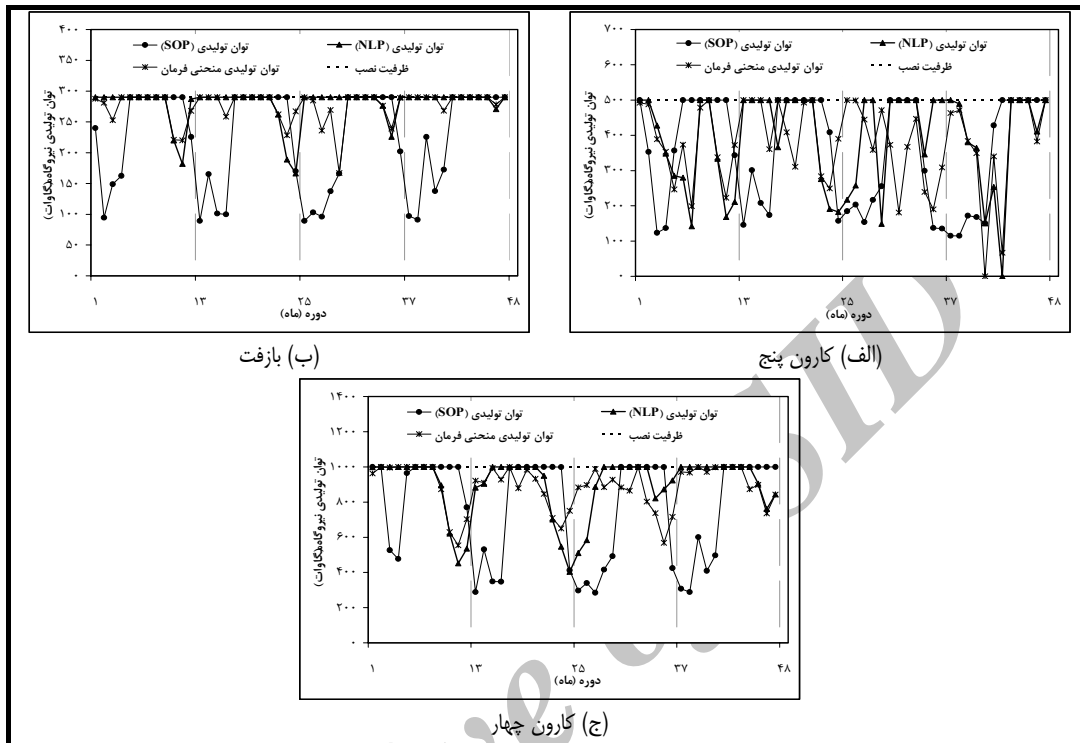 توان تولیدی (SOP)
توان تولیدی (NLP)
توان تولیدی منحنی فرمان
ظرفیت نصب
توان تولیدی نیروگاه(مگاوات)
۷۰۰
۶۰۰
۵۰۰
۴۰۰
۳۰۰
۲۰۰
۱۰۰
۰
۱ ۱۳ ۲۵ ۳۷ ۴۸
دوره (ماه)
(الف) کارون پنج
توان تولیدی (SOP)
توان تولیدی (NLP)
توان تولیدی منحنی فرمان
ظرفیت نصب
توان تولیدی نیروگاه(مگاوات)
۴۰۰
۳۵۰
۳۰۰
۲۵۰
۲۰۰
۱۵۰
۱۰۰
۵۰
۰
۱ ۱۳ ۲۵ ۳۷ ۴۸
دوره (ماه)
(ب) بازفت
توان تولیدی (SOP)
توان تولیدی (NLP)
توان تولیدی منحنی فرمان
ظرفیت نصب
توان تولیدی نیروگاه(مگاوات)
۱۴۰۰
۱۲۰۰
۱۰۰۰
۸۰۰
۶۰۰
۴۰۰
۲۰۰
۰
۱ ۱۳ ۲۵ ۳۷ ۴۸
دوره (ماه)
(ج) کارون چهار
ve of SID